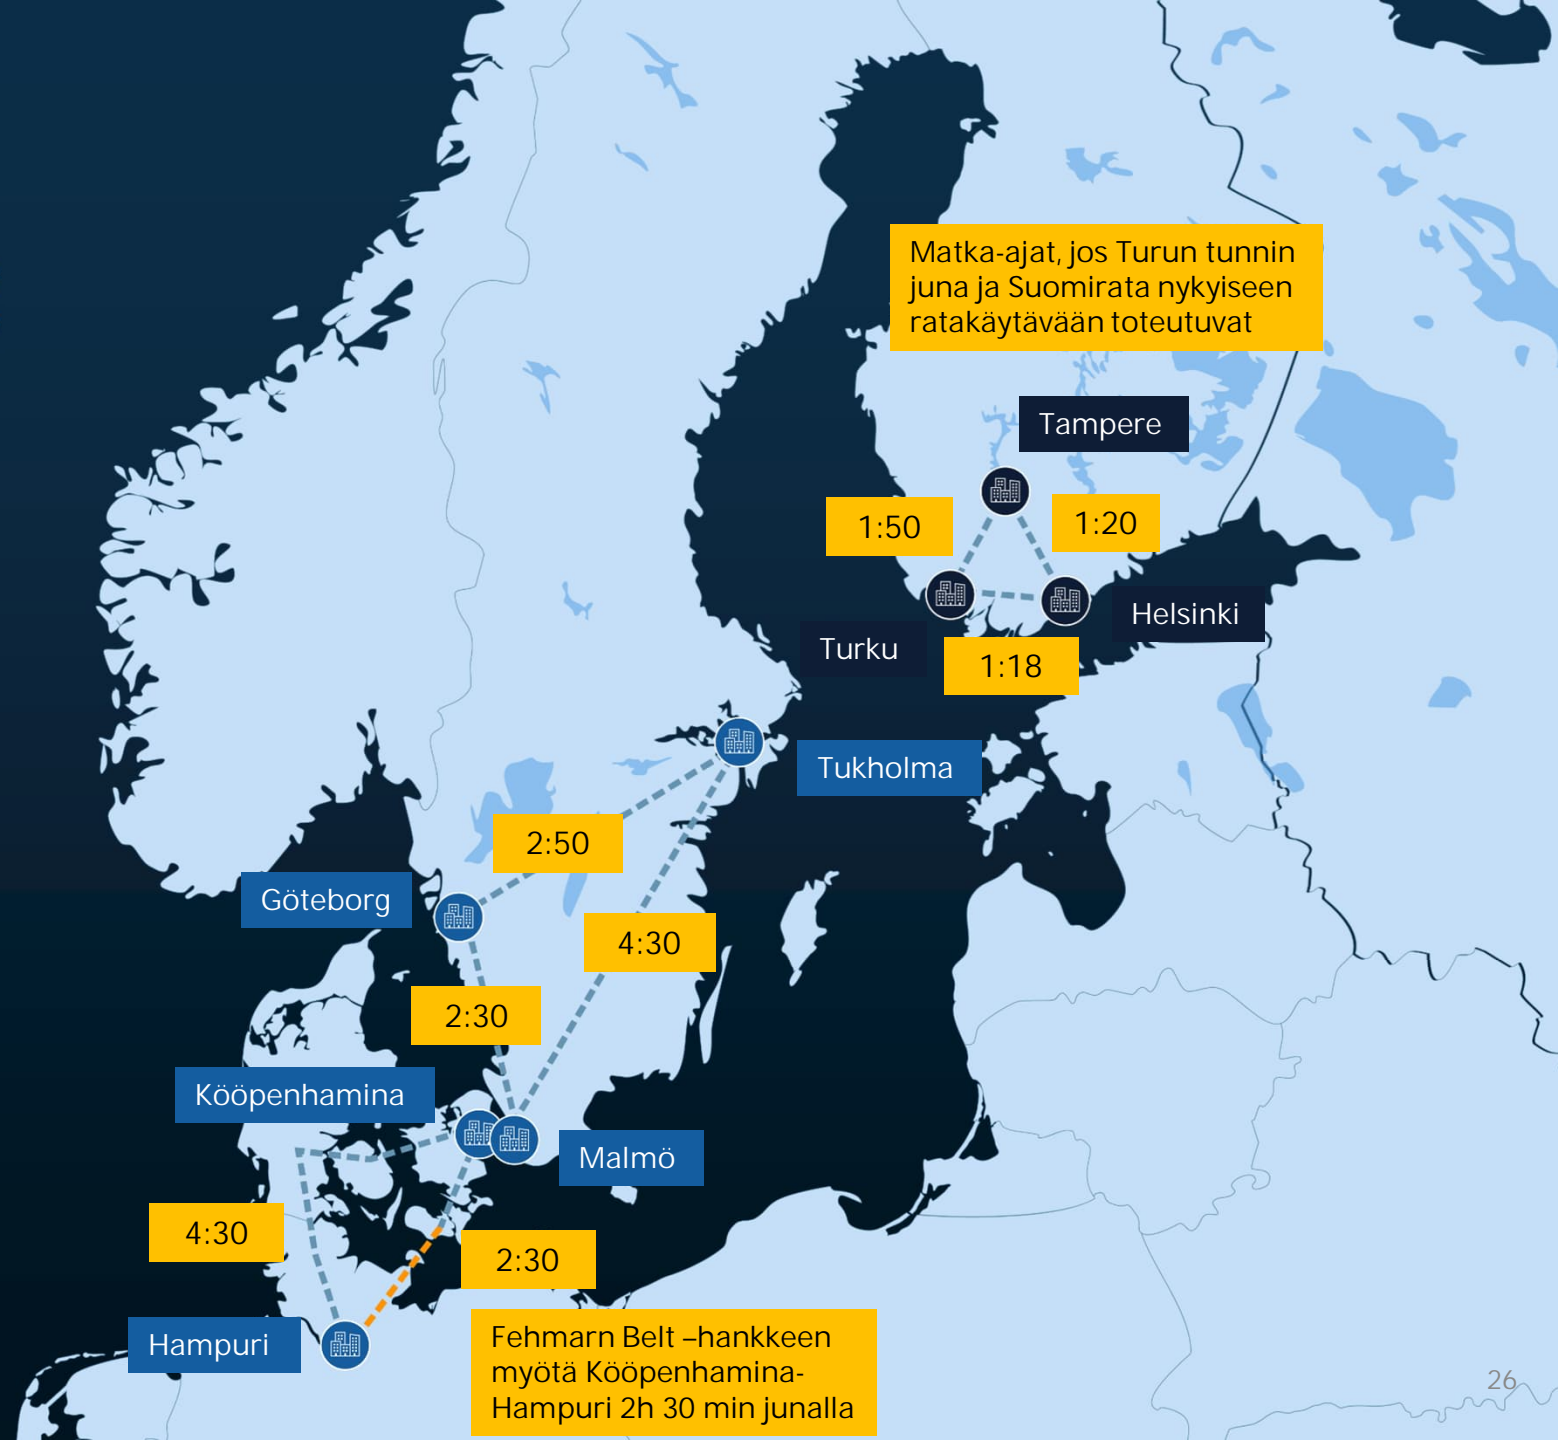 Matka-ajat, jos Turun tunnin
juna ja Suomirata nykyiseen
ratakäytävään toteutuvat
Tampere
1:50
1:20
Helsinki
Turku
1:18
Tukholma
2:50
Göteborg
4:30
2:30
Kööpenhamina
Malmö
4:30
2:30
Hampuri
Fehmarn Belt –hankkeen
myötä Kööpenhamina-
Hampuri 2h 30 min junalla
26